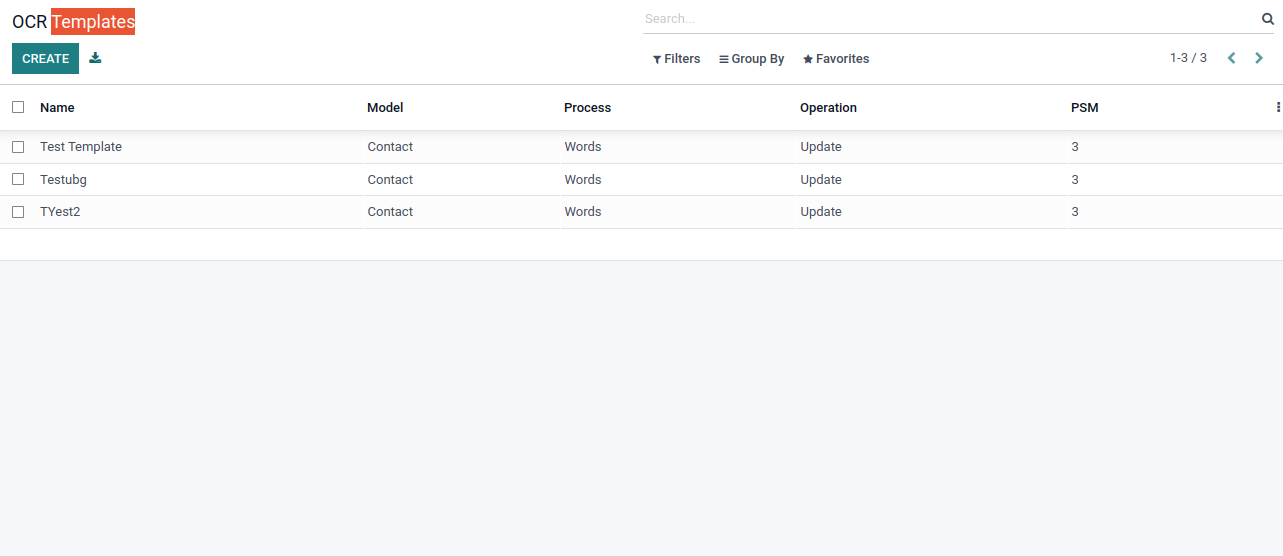 OCR Templates
Search...
CREATE
Filters Group By Favorites
1-3 / 3
Name Model Process Operation PSM
Test Template Contact Words Update 3
Testubg Contact Words Update 3
TYest2 Contact Words Update 3